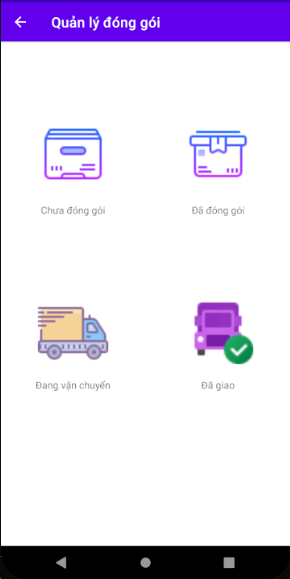 Quản lý đóng gói
Chưa đóng gói
Đã đóng gói
Đang vận chuyển
Đã giao